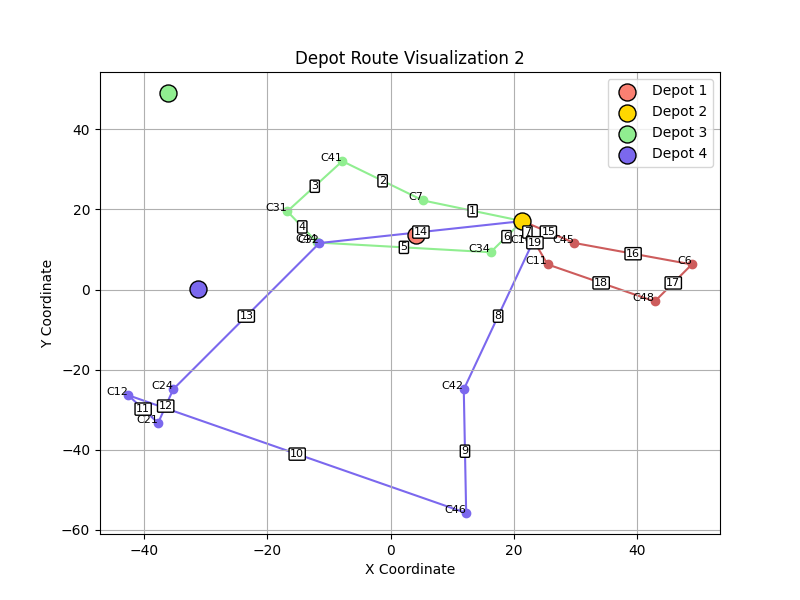 Depot Route Visualization 2
Depot 1
Depot 2
Depot 3
Depot 4
Y Coordinate
40
20
0
−20
−40
−60
−40
−20
0
20
40
X Coordinate
C41
C7
C31
C34
C45
C6
C11
C48
C42
C46
C24
C12
C21
1
2
3
4
5
6
7
8
9
10
11
12
13
14
15
16
17
18
19